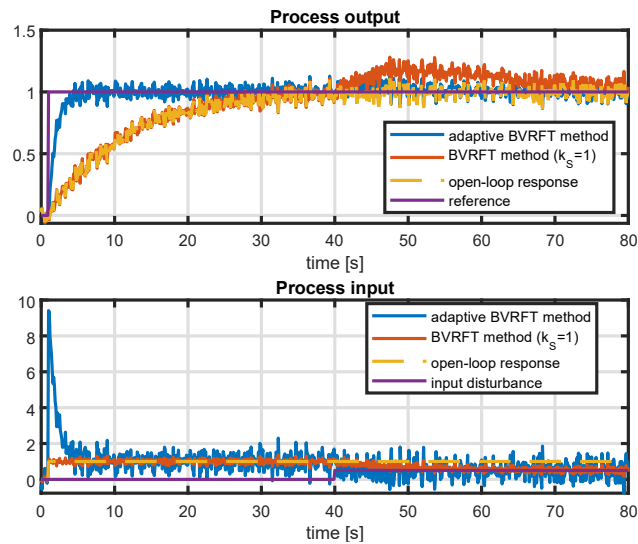 Process output
1.5
1
0.5
0
adaptive BVRFT method
BVRFT method (k_S=1)
open-loop response
reference
0 10 20 30 40 50 60 70 80
time [s]
Process input
10
8
6
4
2
0
adaptive BVRFT method
BVRFT method (k_S=1)
open-loop response
input disturbance
0 10 20 30 40 50 60 70 80
time [s]